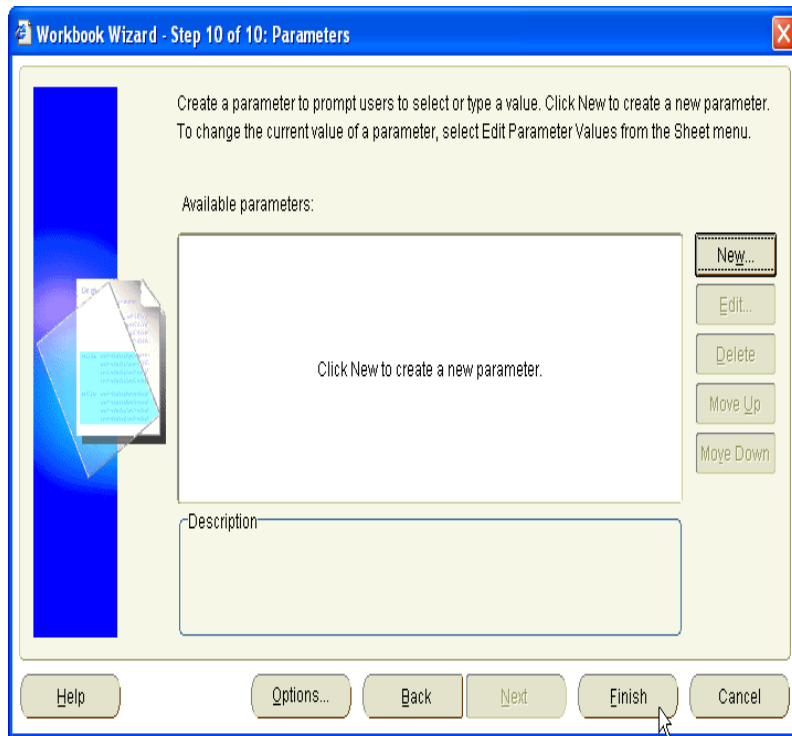 Workbook Wizard - Step 10 of 10: Parameters
Create a parameter to prompt users to select or type a value. Click New to create a new parameter.
To change the current value of a parameter, select Edit Parameter Values from the Sheet menu.
Available parameters:
New...
Edit...
Delete
Click New to create a new parameter.
Move Up
Move Down
Description
Help
Options...
Back
Next
Finish
Cancel